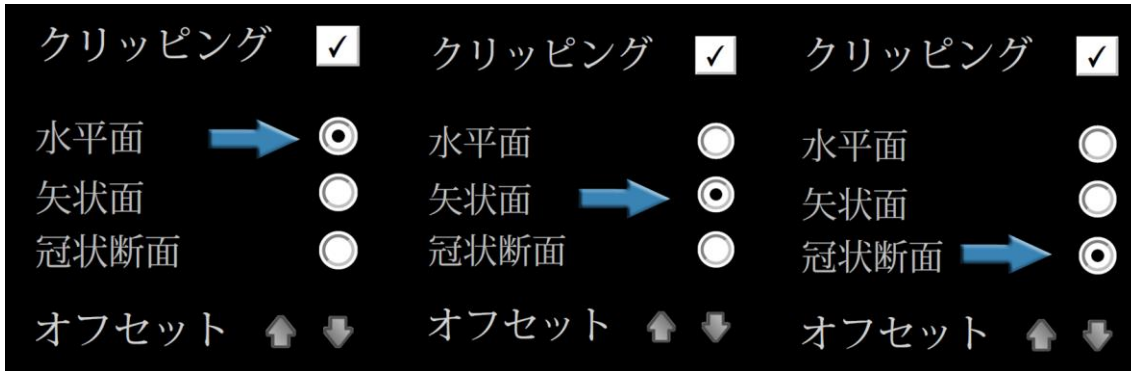 クリッピング
水平面
矢状面
冠状断面
オフセット
クリッピング
水平面
矢状面
冠状断面
オフセット
クリッピング
水平面
矢状面
冠状断面
オフセット